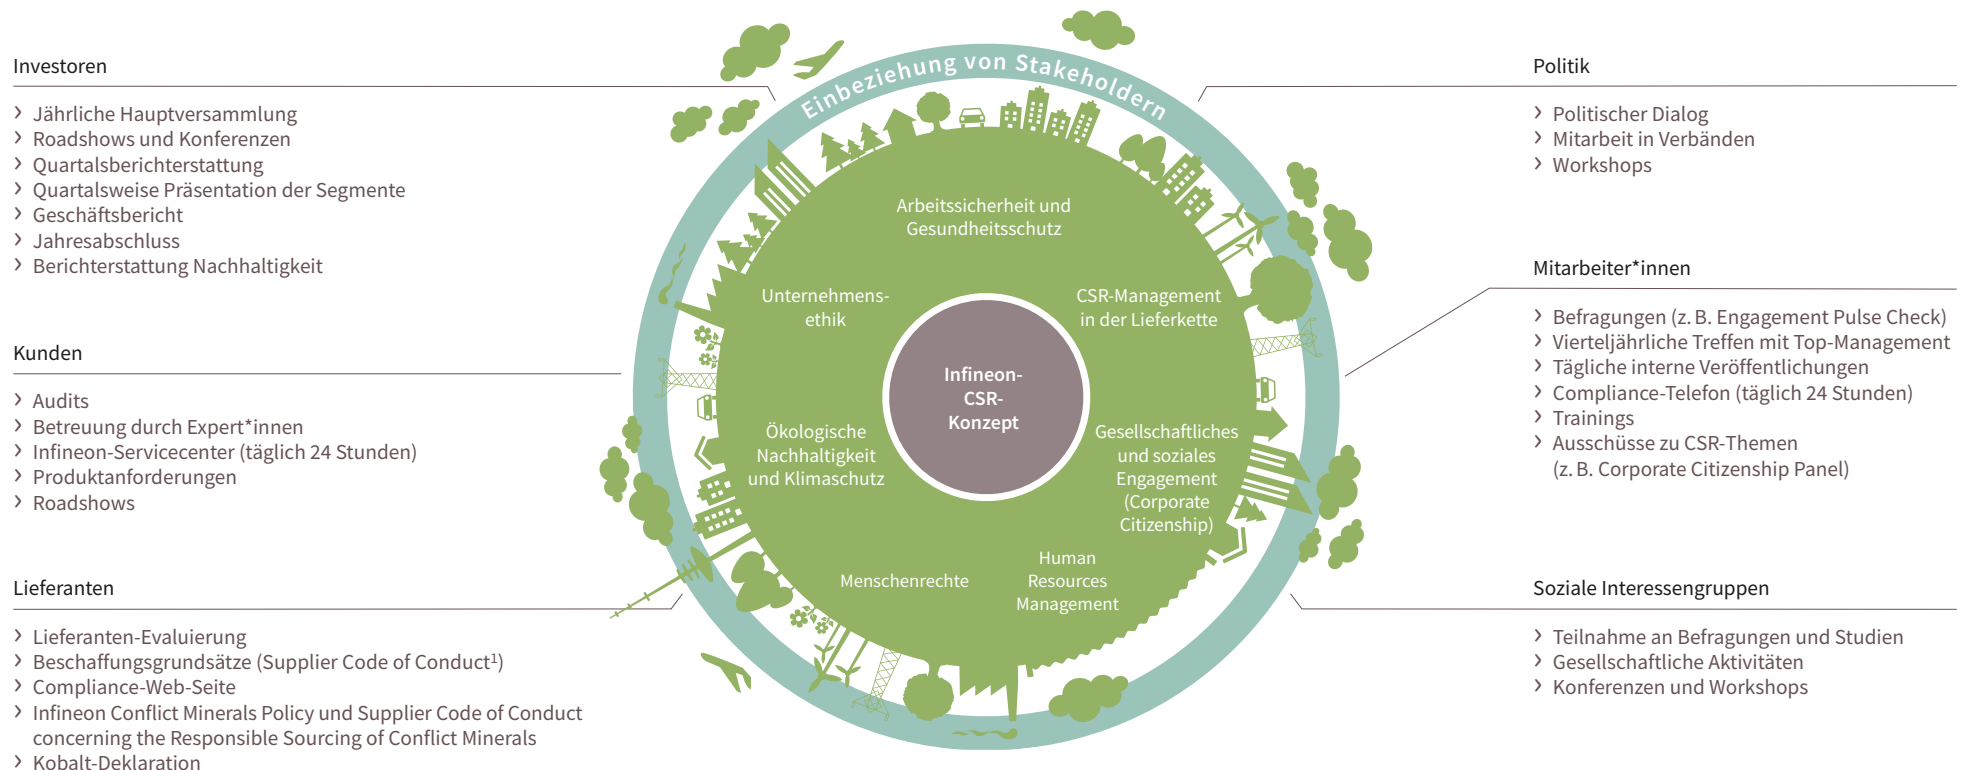 Investoren
› Jährliche Hauptversammlung
› Roadshows und Konferenzen
› Quartalsberichterstattung
› Quartalsweise Präsentation der Segmente
› Geschäftsbericht
› Jahresabschluss
› Berichterstattung Nachhaltigkeit
Kunden
› Audits
› Betreuung durch Expert*innen
› Infineon-Servicecenter (täglich 24 Stunden)
› Produktanforderungen
› Roadshows
Lieferanten
› Lieferanten-Evaluierung
› Beschaffungsgrundsätze (Supplier Code of Conduct¹)
› Compliance-Web-Seite
› Infineon Conflict Minerals Policy und Supplier Code of Conduct
concerning the Responsible Sourcing of Conflict Minerals
› Kobalt-Deklaration
Einbeziehung von Stakeholdern
Arbeitssicherheit und
Gesundheitsschutz
Unternehmens-
ethik
CSR-Management
in der Lieferkette
Infineon-
CSR-
Konzept
Ökologische
Nachhaltigkeit
und Klimaschutz
Gesellschaftliches
und soziales
Engagement
(Corporate
Citizenship)
Menschenrechte
Human
Resources
Management
Politik
› Politischer Dialog
› Mitarbeit in Verbänden
› Workshops
Mitarbeiter*innen
› Befragungen (z. B. Engagement Pulse Check)
› Vierteljährliche Treffen mit Top-Management
› Tägliche interne Veröffentlichungen
› Compliance-Telefon (täglich 24 Stunden)
› Trainings
› Ausschüsse zu CSR-Themen
(z. B. Corporate Citizenship Panel)
Soziale Interessengruppen
› Teilnahme an Befragungen und Studien
› Gesellschaftliche Aktivitäten
› Konferenzen und Workshops